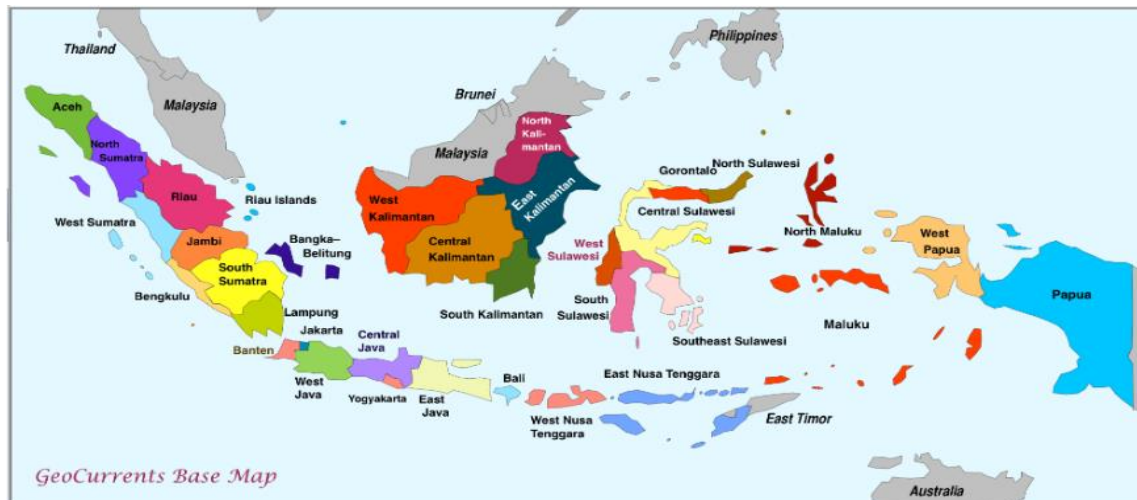 Thailand
Philippines
Aceh
Malaysia
Brunei
North
Sumatra
North
Kali-
mantan
Malaysia
Gorontalo
North Sulawesi
Riau
Riau Islands
West
Kalimantan
East
Kalimantan
Central Sulawesi
West Sumatra
Jambi
Bangka–
Belitung
Central
Kalimantan
West
Sulawesi
North Maluku
West
Papua
South
Sumatra
Bengkulu
Papua
Lampung
South Kalimantan
South
Sulawesi
Maluku
Jakarta
Central
Java
Southeast Sulawesi
Banten
West
Java
Yogyakarta
East
Java
Bali
East Nusa Tenggara
West Nusa
Tenggara
East Timor
GeoCurrents Base Map
Australia